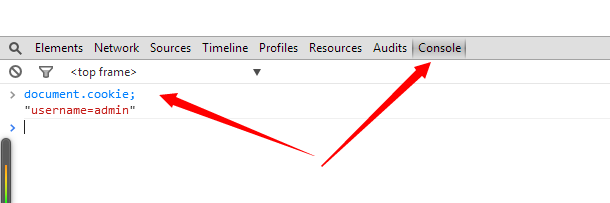 Elements Network Sources Timeline Profiles Resources Audits Console
<top frame>
document.cookie;
"username=admin"